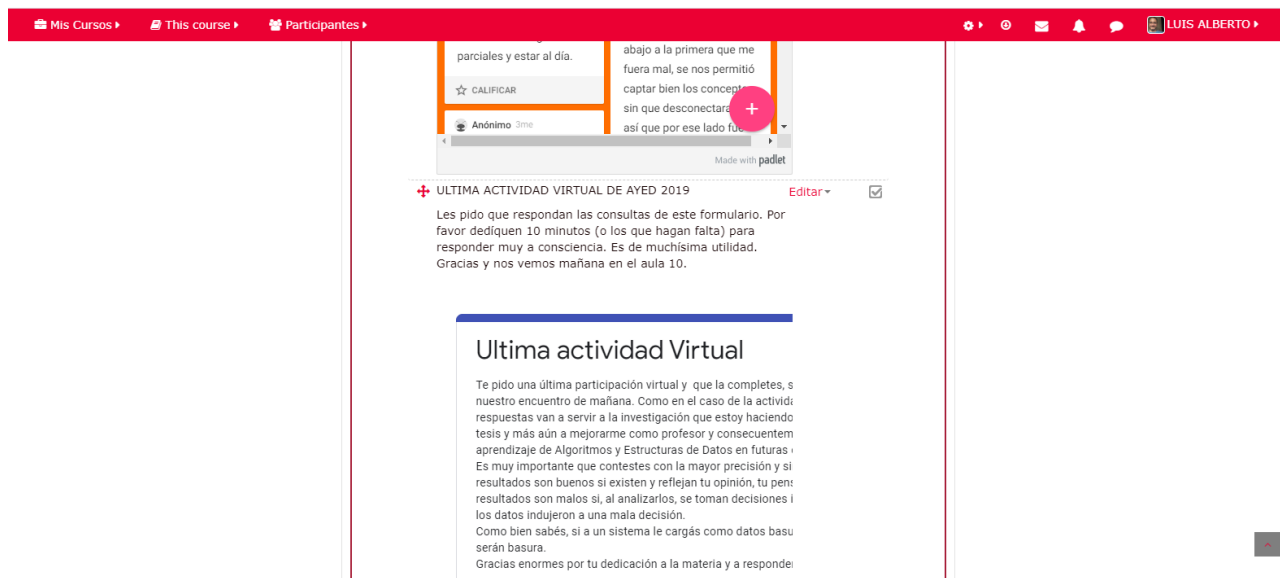 Mis Cursos
This course
Participantes
LUIS ALBERTO
parciales y estar al día.
CALIFICAR
Anónimo 3me
abajo a la primera que me
fuera mal, se nos permitió
captar bien los
sin que
así que por ese lado
Made with padlet
ULTIMA ACTIVIDAD VIRTUAL DE AYED 2019
Editar
Les pido que respondan las consultas de este formulario. Por
favor dedíquen 10 minutos (o los que hagan falta) para
responder muy a consciencia. Es de muchísima utilidad.
Gracias y nos vemos mañana en el aula 10.
Ultima actividad Virtual
Te pido una última participación virtual y que la completes, s
nuestro encuentro de mañana. Como en el caso de la activida
respuestas van a servir a la investigación que estoy haciendo
tesis y más aún a mejorarme como profesor y consecuentem
aprendizaje de Algoritmos y Estructuras de Datos en futuras
Es muy importante que contestes con la mayor precisión y si
resultados son buenos si existen y reflejan tu opinión, tu pens
resultados son malos si, al analizarlos, se toman decisiones i
los datos indujeron a una mala decisión.
Como bien sabés, si a un sistema le cargás como datos basu
serán basura.
Gracias enormes por tu dedicación a la materia y a responder